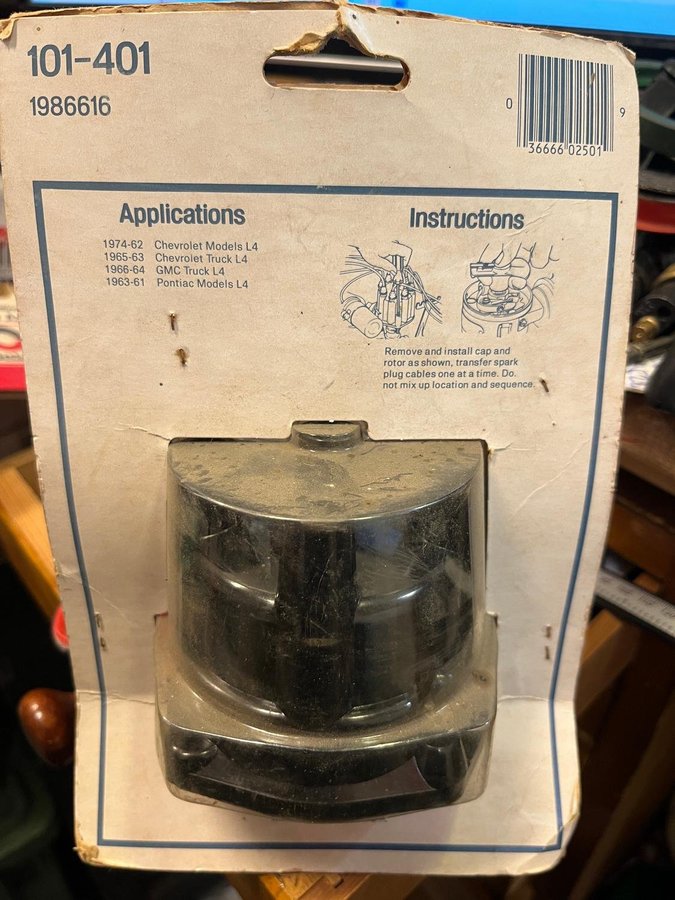 101-401
1986616
0 36666 02501 9
Applications
1974-62 Chevrolet Models L4
1965-63 Chevrolet Truck L4
1966-64 GMC Truck L4
1963-61 Pontiac Models L4
Instructions
Remove and install cap and
rotor as shown, transfer spark
plug cables one at a time. Do
not mix up location and sequence.